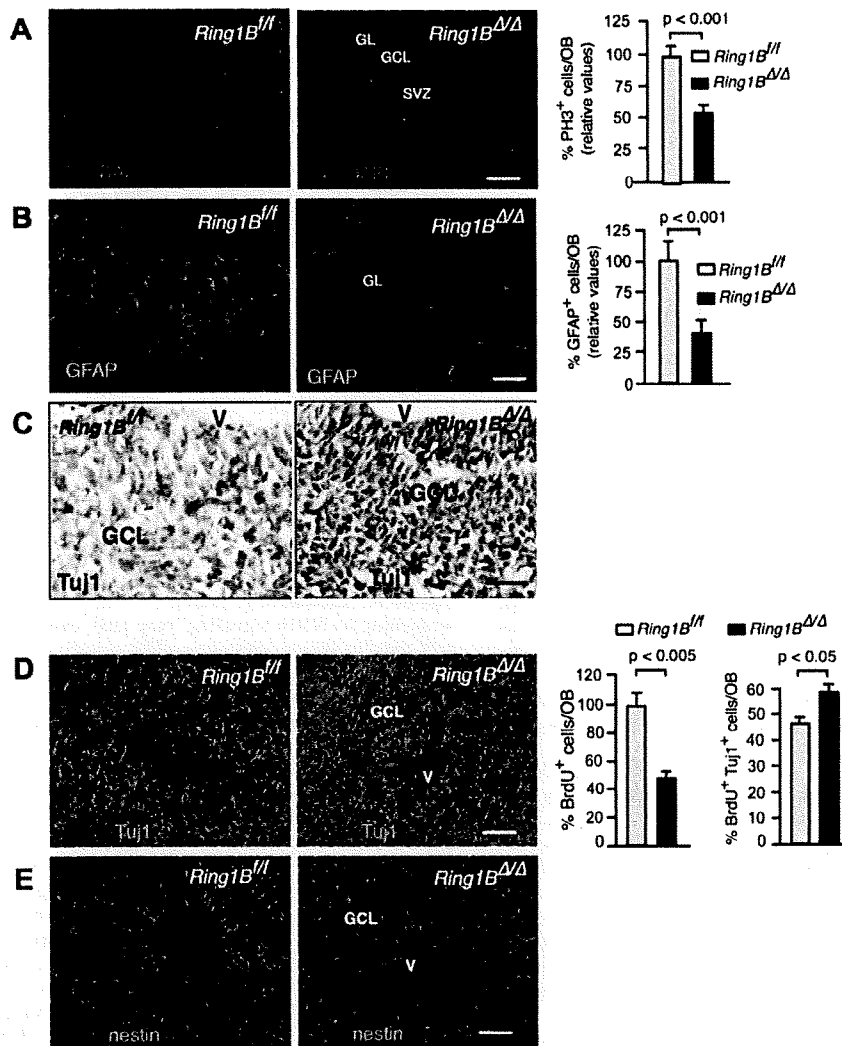 A
Ring1B f/f
Ring1B Δ/Δ
GL
GCL
SVZ
% PH3+ cells/OB
(relative values)
125
100
75
50
25
0
p < 0.001
Ring1B f/f
Ring1B Δ/Δ
B
Ring1B f/f
GFAP
Ring1B Δ/Δ
GL
GFAP
% GFAP+ cells/OB
(relative values)
125
100
75
50
25
0
p < 0.001
Ring1B f/f
Ring1B Δ/Δ
C
Ring1B f/f
V
GCL
Tuj1
V
Ring1B Δ/Δ
GCL
Tuj1
D
Ring1B f/f
Tuj1
Ring1B Δ/Δ
GCL
V
Tuj1
Ring1B f/f
Ring1B Δ/Δ
% BrdU+ cells/OB
120
100
80
60
40
20
0
p < 0.005
% BrdU+ Tuj1+ cells/OB
60
50
40
30
20
10
0
p < 0.05
E
Ring1B f/f
nestin
Ring1B Δ/Δ
GCL
V
nestin